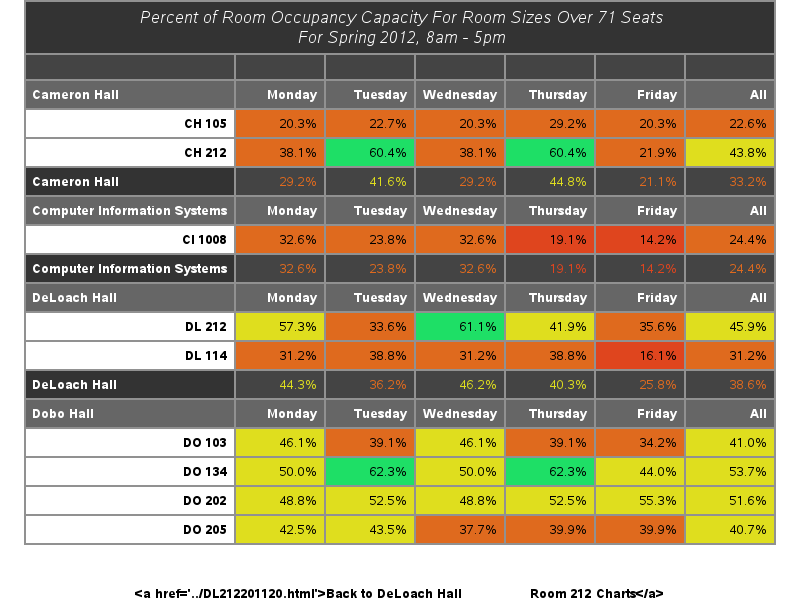 Percent of Room Occupancy Capacity For Room Sizes Over 71 Seats
For Spring 2012, 8am - 5pm
Cameron Hall Monday Tuesday Wednesday Thursday Friday All
CH 105 20.3% 22.7% 20.3% 29.2% 20.3% 22.6%
CH 212 38.1% 60.4% 38.1% 60.4% 21.9% 43.8%
Cameron Hall 29.2% 41.6% 29.2% 44.8% 21.1% 33.2%
Computer Information Systems Monday Tuesday Wednesday Thursday Friday All
CI 1008 32.6% 23.8% 32.6% 19.1% 14.2% 24.4%
Computer Information Systems 32.6% 23.8% 32.6% 19.1% 14.2% 24.4%
DeLoach Hall Monday Tuesday Wednesday Thursday Friday All
DL 212 57.3% 33.6% 61.1% 41.9% 35.6% 45.9%
DL 114 31.2% 38.8% 31.2% 38.8% 16.1% 31.2%
DeLoach Hall 44.3% 36.2% 46.2% 40.3% 25.8% 38.6%
Dobo Hall Monday Tuesday Wednesday Thursday Friday All
DO 103 46.1% 39.1% 46.1% 39.1% 34.2% 41.0%
DO 134 50.0% 62.3% 50.0% 62.3% 44.0% 53.7%
DO 202 48.8% 52.5% 48.8% 52.5% 55.3% 51.6%
DO 205 42.5% 43.5% 37.7% 39.9% 39.9% 40.7%
<a href='../DL212201120.html'>Back to DeLoach Hall Room 212 Charts</a>